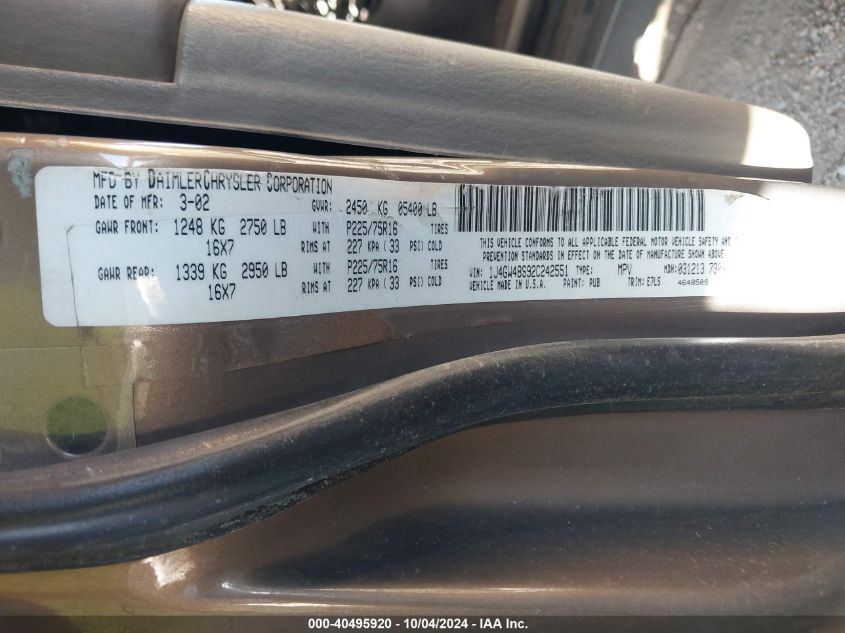 MFD BY DAIMLERCHRYSLER CORPORATION
DATE OF MFR: 3-02 GVWR: 2450 KG 05400 LB
GAWR FRONT: 1248 KG 2750 LB WITH P225/75R16 TIRES
16X7 RIMS AT 227 KPA ( 33 PSI) COLD
GAWR REAR: 1339 KG 2950 LB WITH P225/75R16 TIRES
16X7 RIMS AT 227 KPA ( 33 PSI) COLD
THIS VEHICLE CONFORMS TO ALL APPLICABLE FEDERAL MOTOR VEHICLE SAFETY AND
PREVENTION STANDARDS IN EFFECT ON THE DATE OF MANUFACTURE SHOWN ABOVE
VIN: 1J4GW48S92C242551 TYPE: MPV MDH: 031213
VEHICLE MADE IN U.S.A. PAINT: PUB TRIM: E7L5 4648509
000-40495920 - 10/04/2024 - IAA Inc.